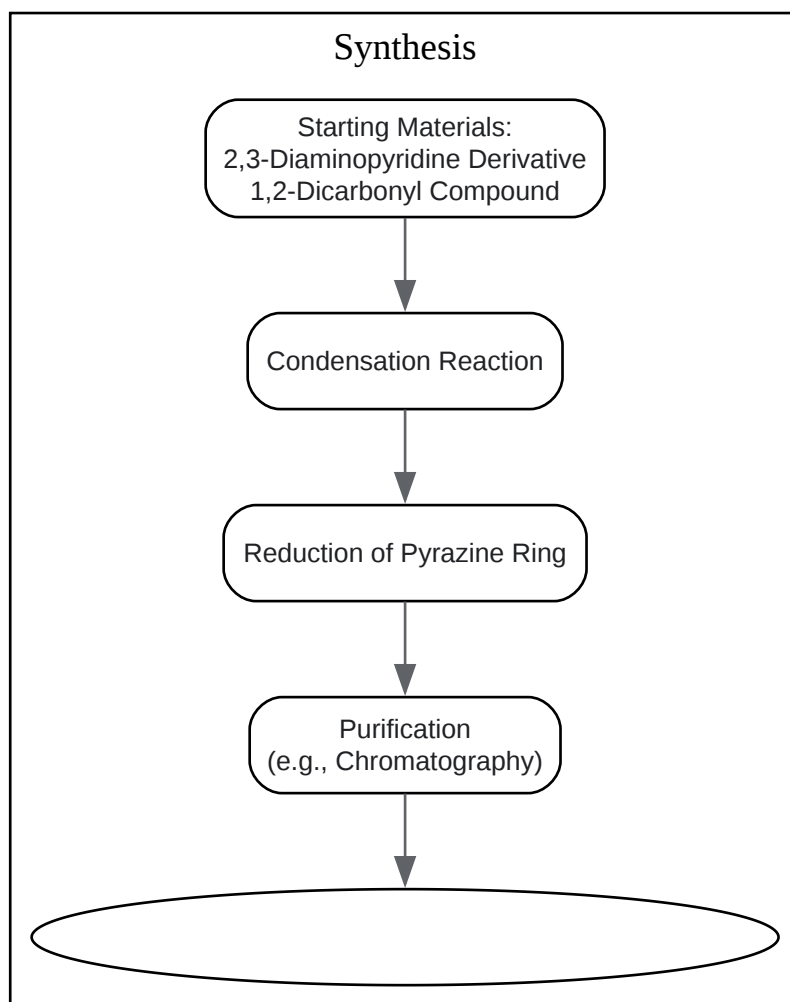 Synthesis
Starting Materials:
2,3-Diaminopyridine Derivative
1,2-Dicarbonyl Compound
Condensation Reaction
Reduction of Pyrazine Ring
Purification
(e.g., Chromatography)